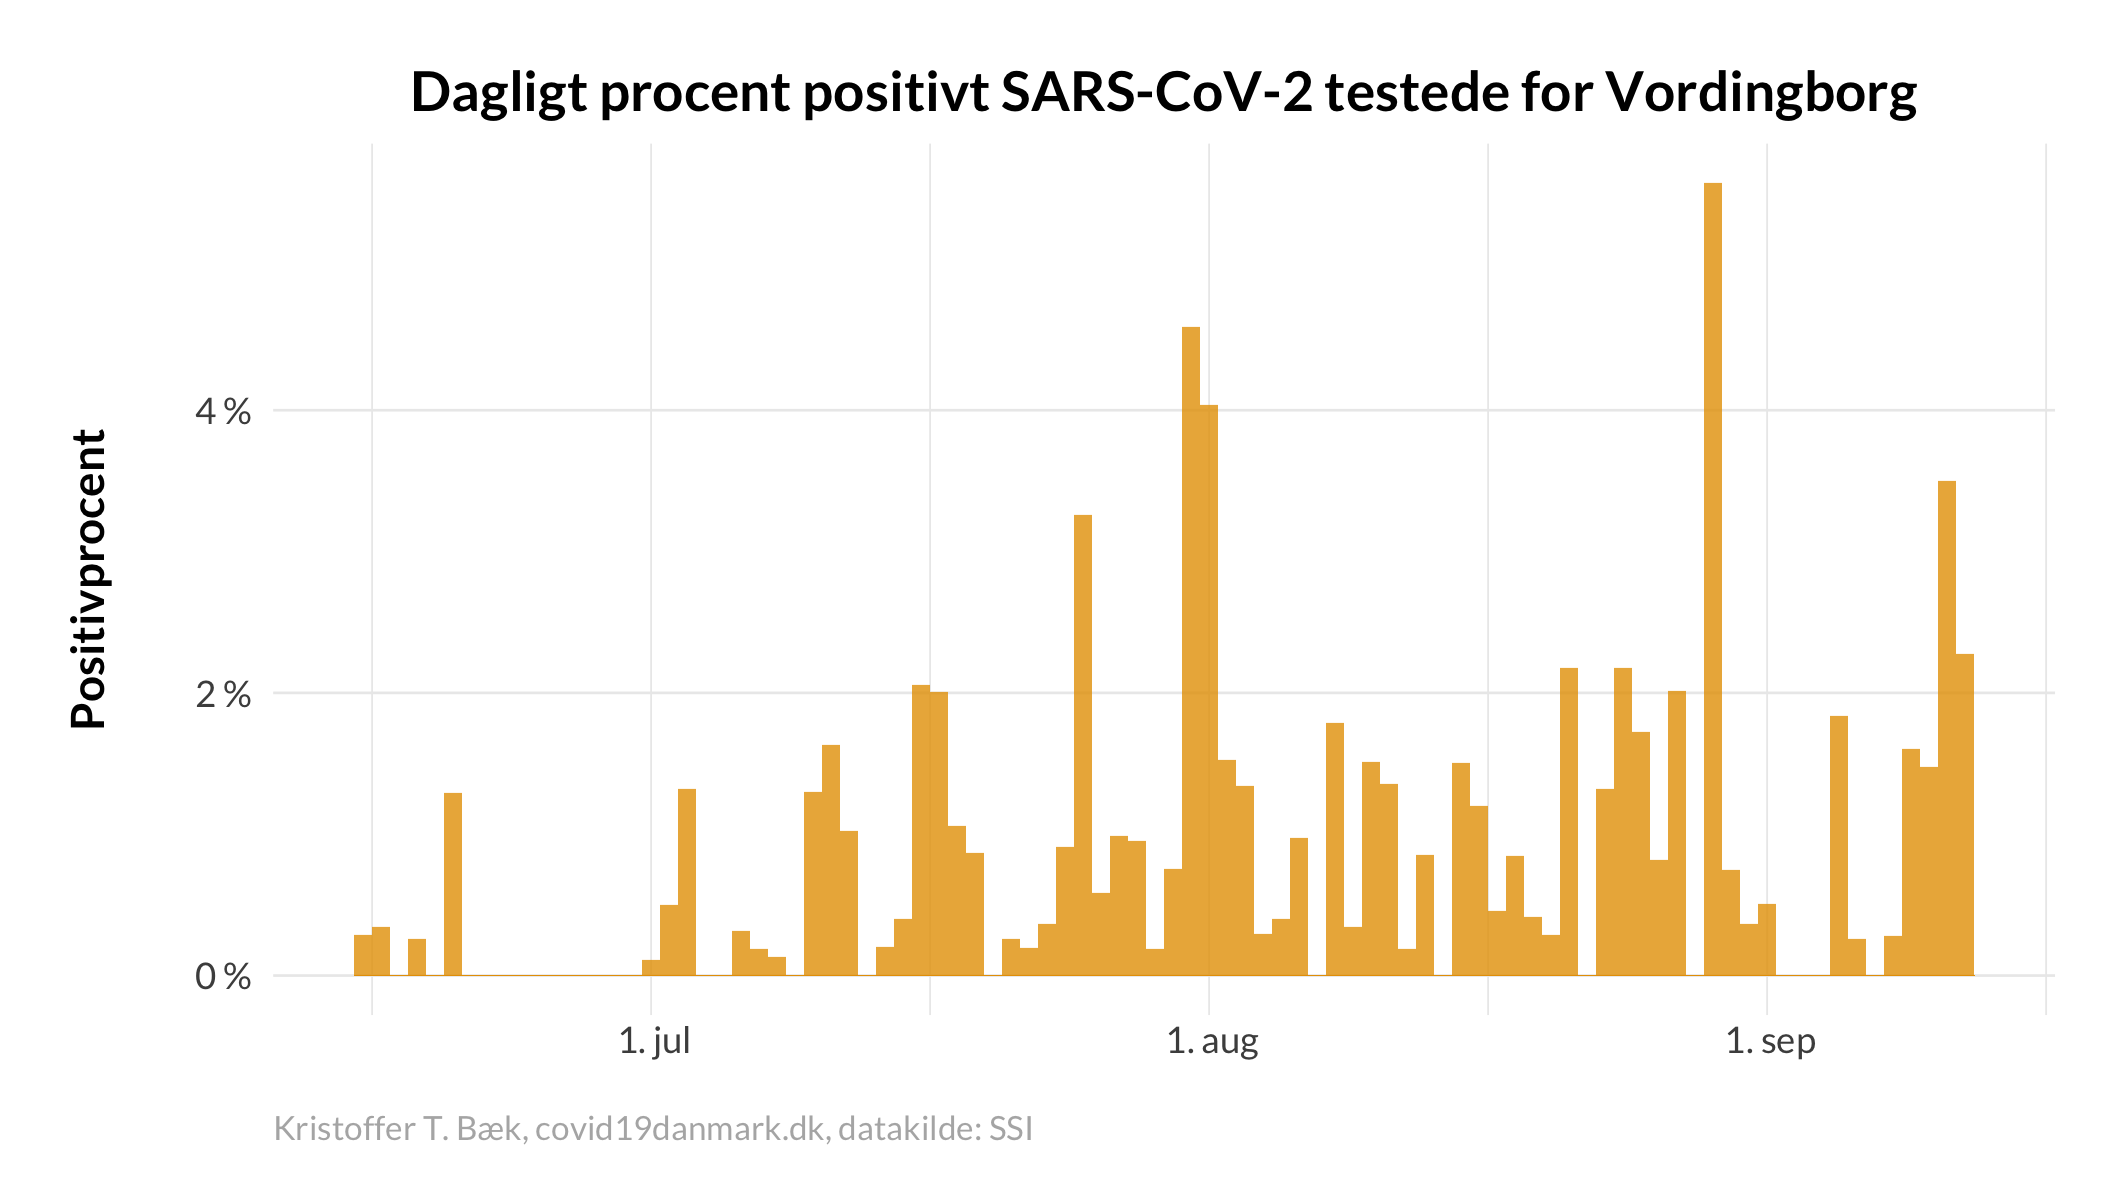 Dagligt procent positivt SARS-CoV-2 testede for Vordingborg
Positivprocent
4 %
2 %
0 %
1. jul
1. aug
1. sep
Kristoffer T. Bæk, covid19danmark.dk, datakilde: SSI